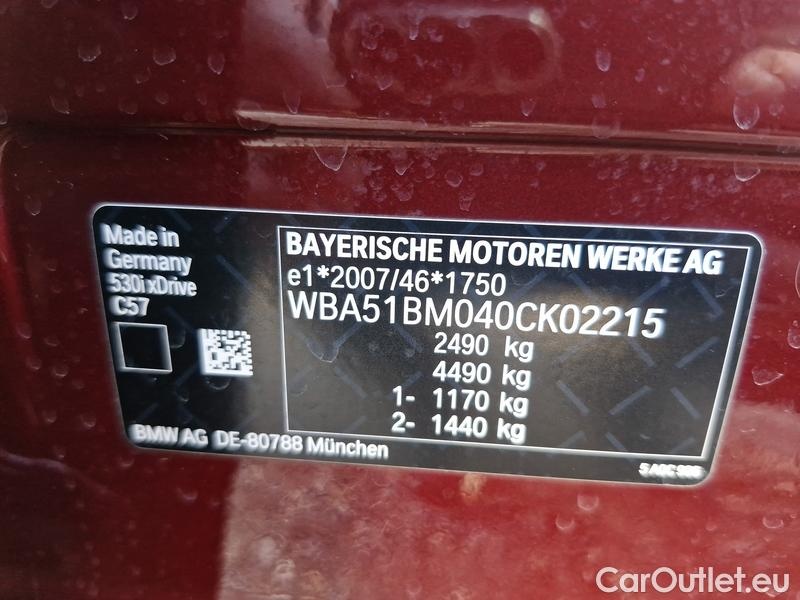 Made in
Germany
530i xDrive
C57
BAYERISCHE MOTOREN WERKE AG
e1*2007/46*1750
WBA51BM040CK02215
2490 kg
4490 kg
1- 1170 kg
2- 1440 kg
BMW AG DE-80788 München
CarOutlet.eu